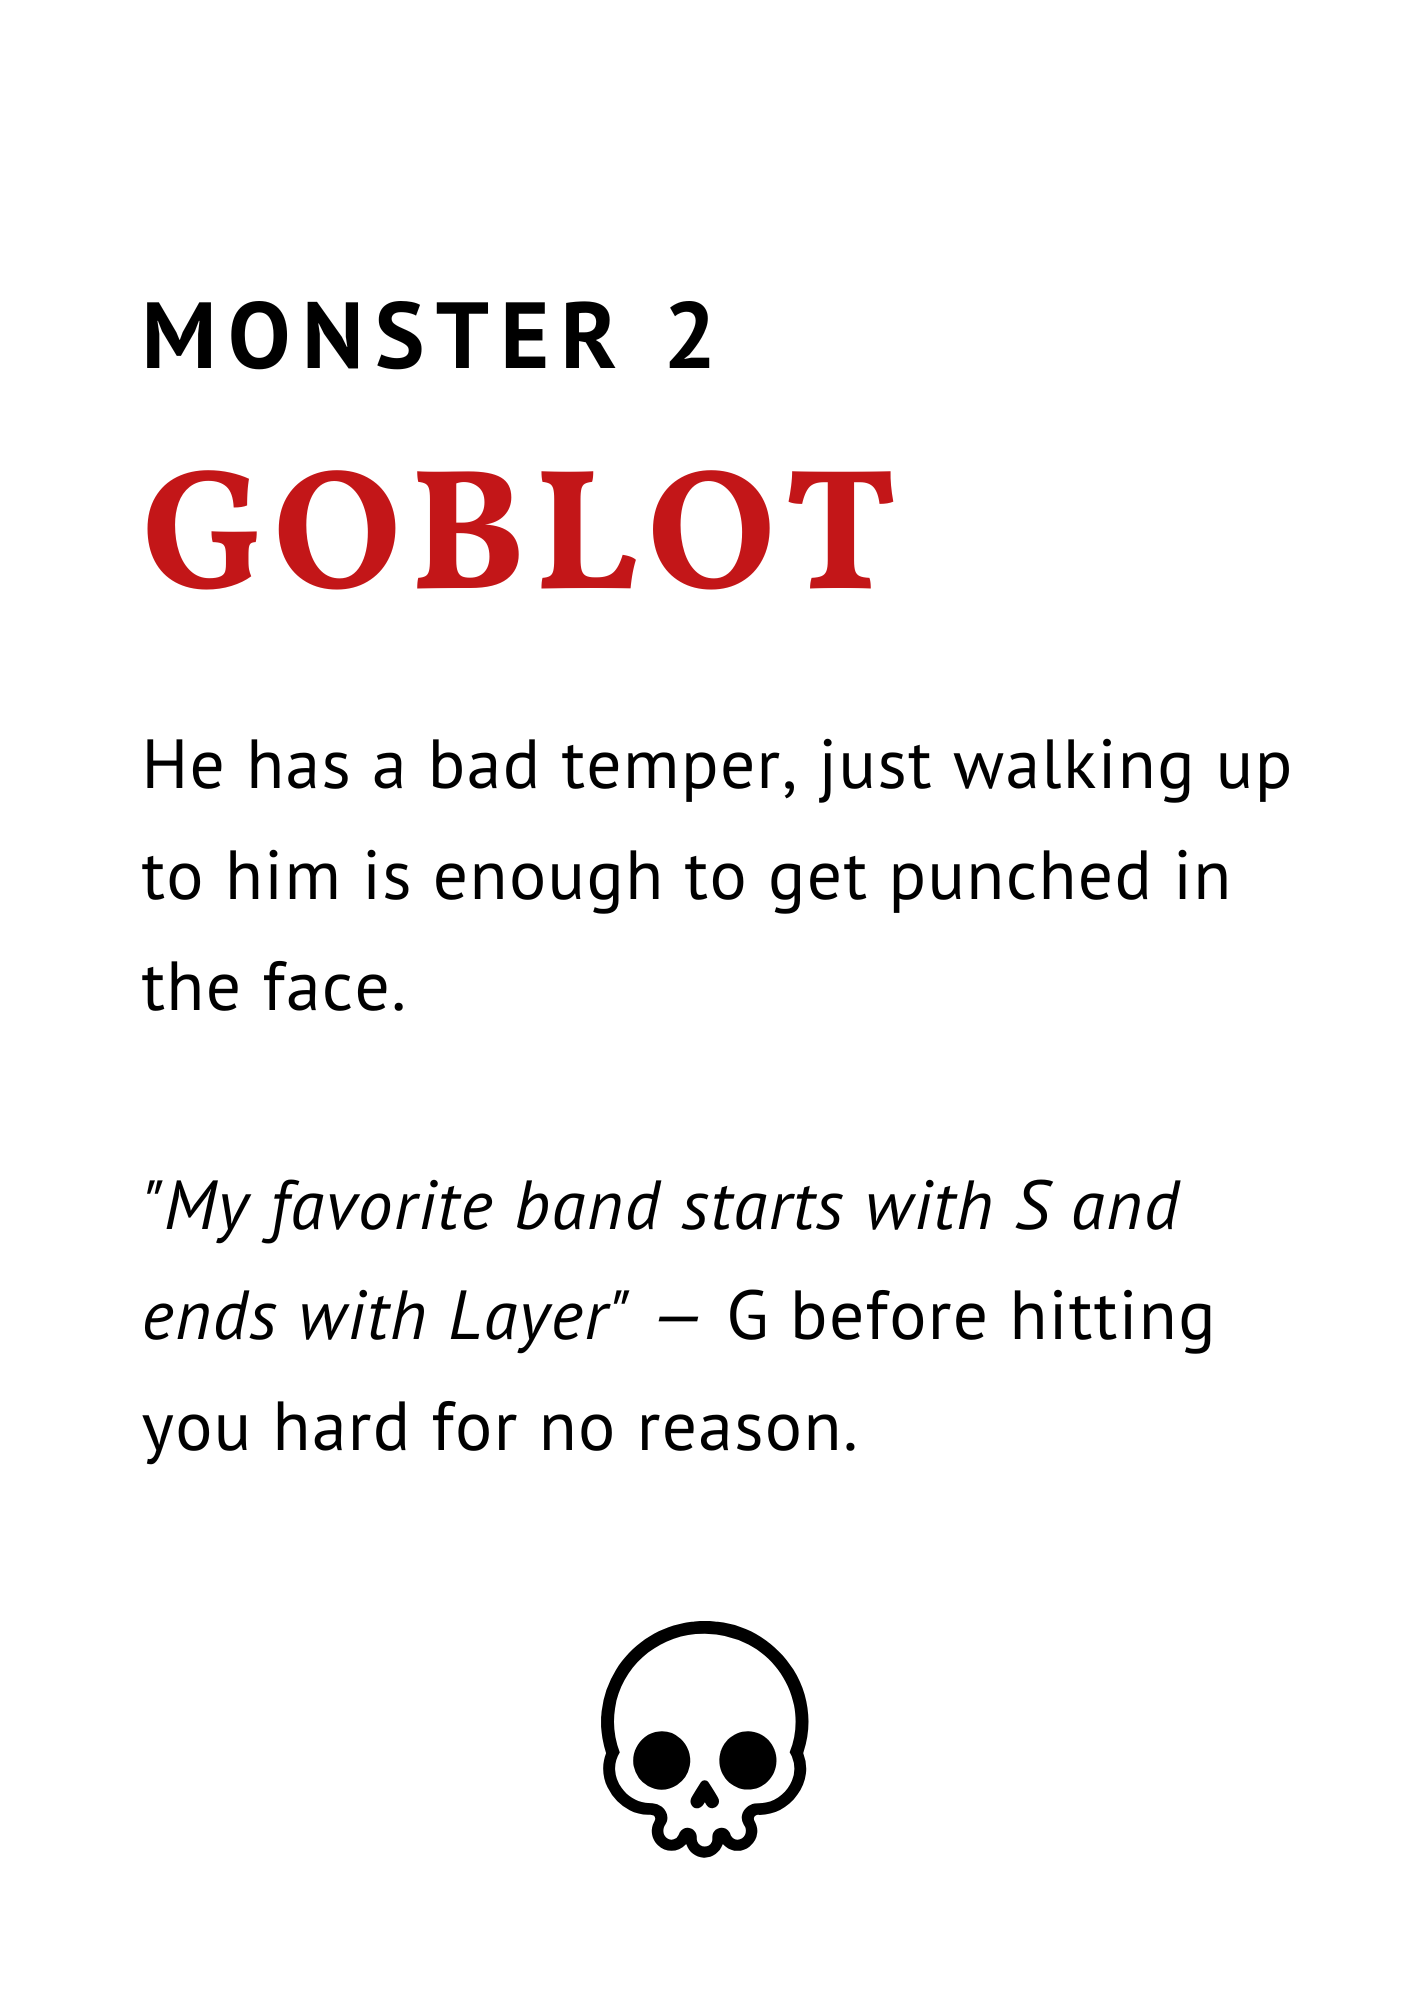 MONSTER 2
GOBLOT
He has a bad temper, just walking up
to him is enough to get punched in
the face.
"My favorite band starts with S and
ends with Layer" — G before hitting
you hard for no reason.